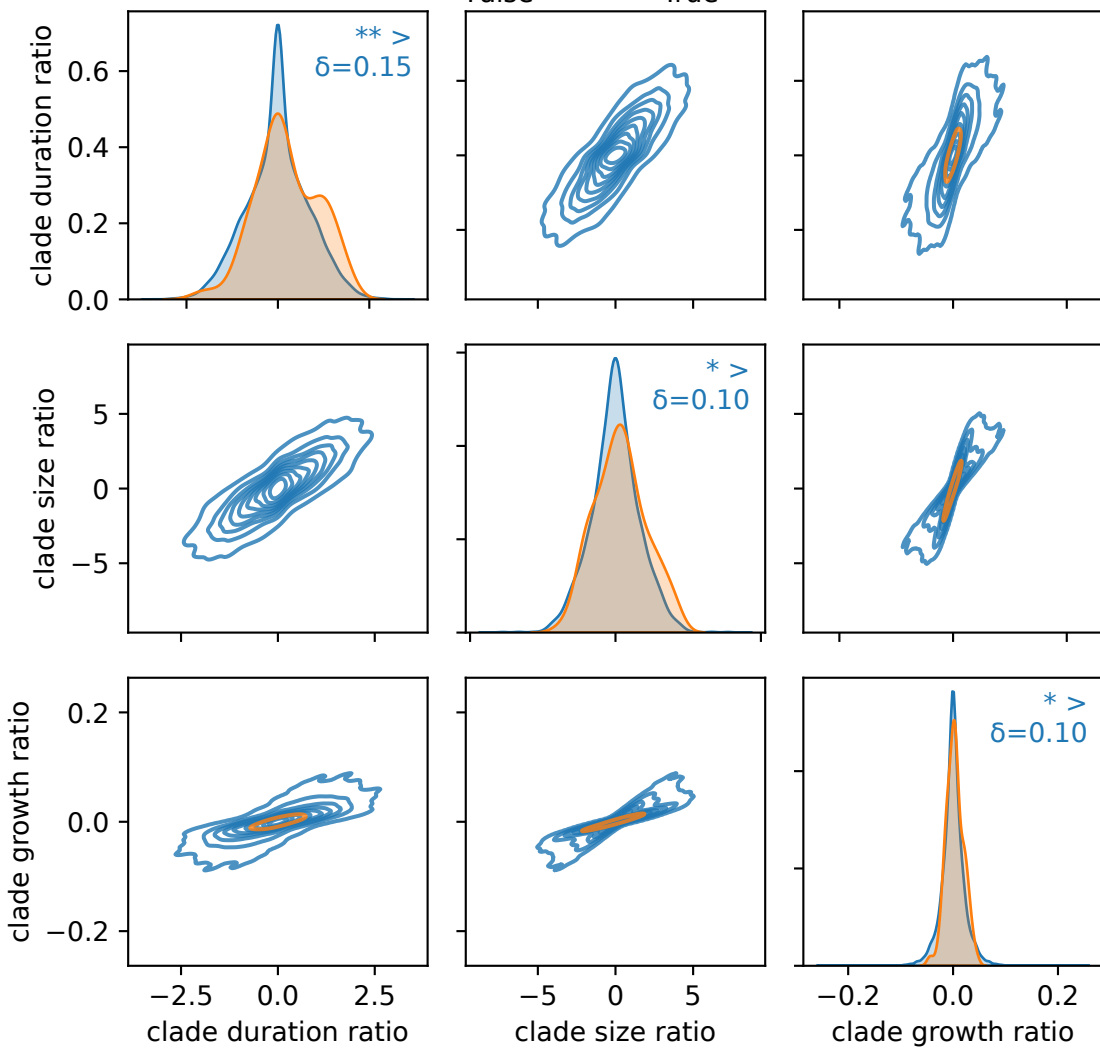 ** >
δ=0.15
clade duration ratio
0.6
0.4
0.2
0.0
* >
δ=0.10
clade size ratio
5
0
−5
* >
δ=0.10
clade growth ratio
0.2
0.0
−0.2
−2.5 0.0 2.5 −5 0 5 −0.2 0.0 0.2
clade duration ratio clade size ratio clade growth ratio